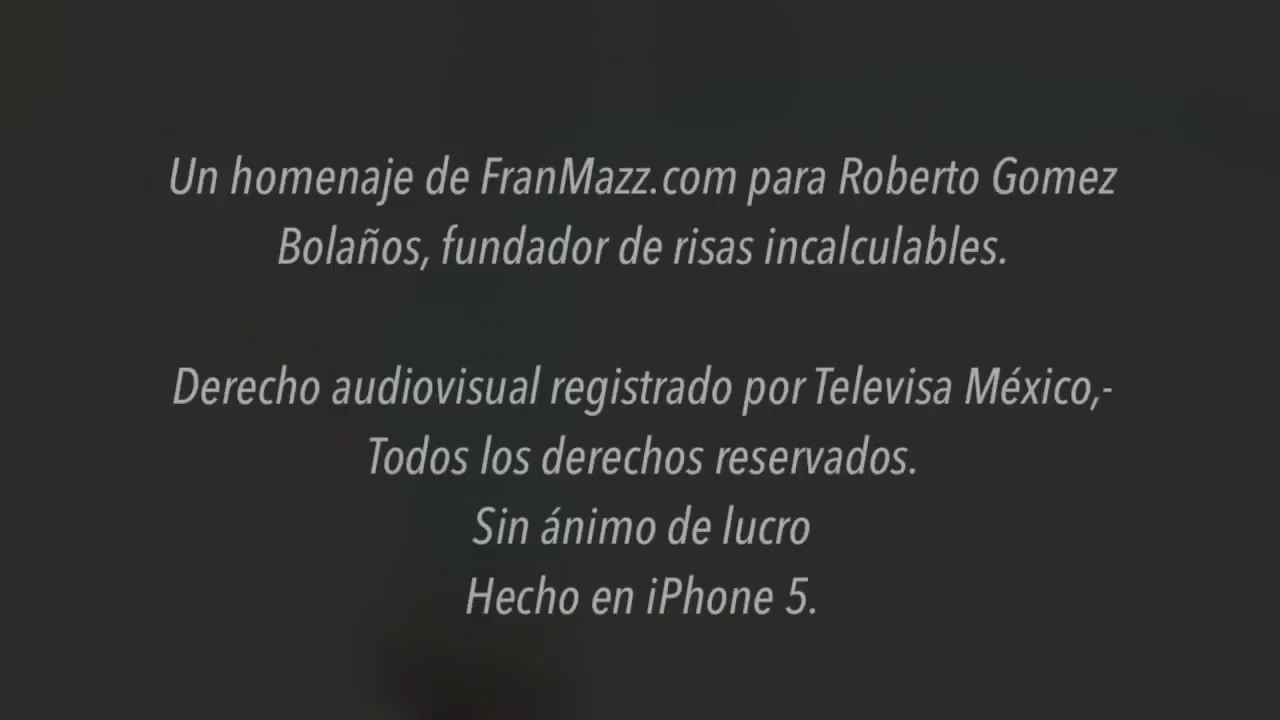 Un homenaje de FranMazz.com para Roberto Gomez
Bolaños, fundador de risas incalculables.
Derecho audiovisual registrado por Televisa México,-
Todos los derechos reservados.
Sin ánimo de lucro
Hecho en iPhone 5.